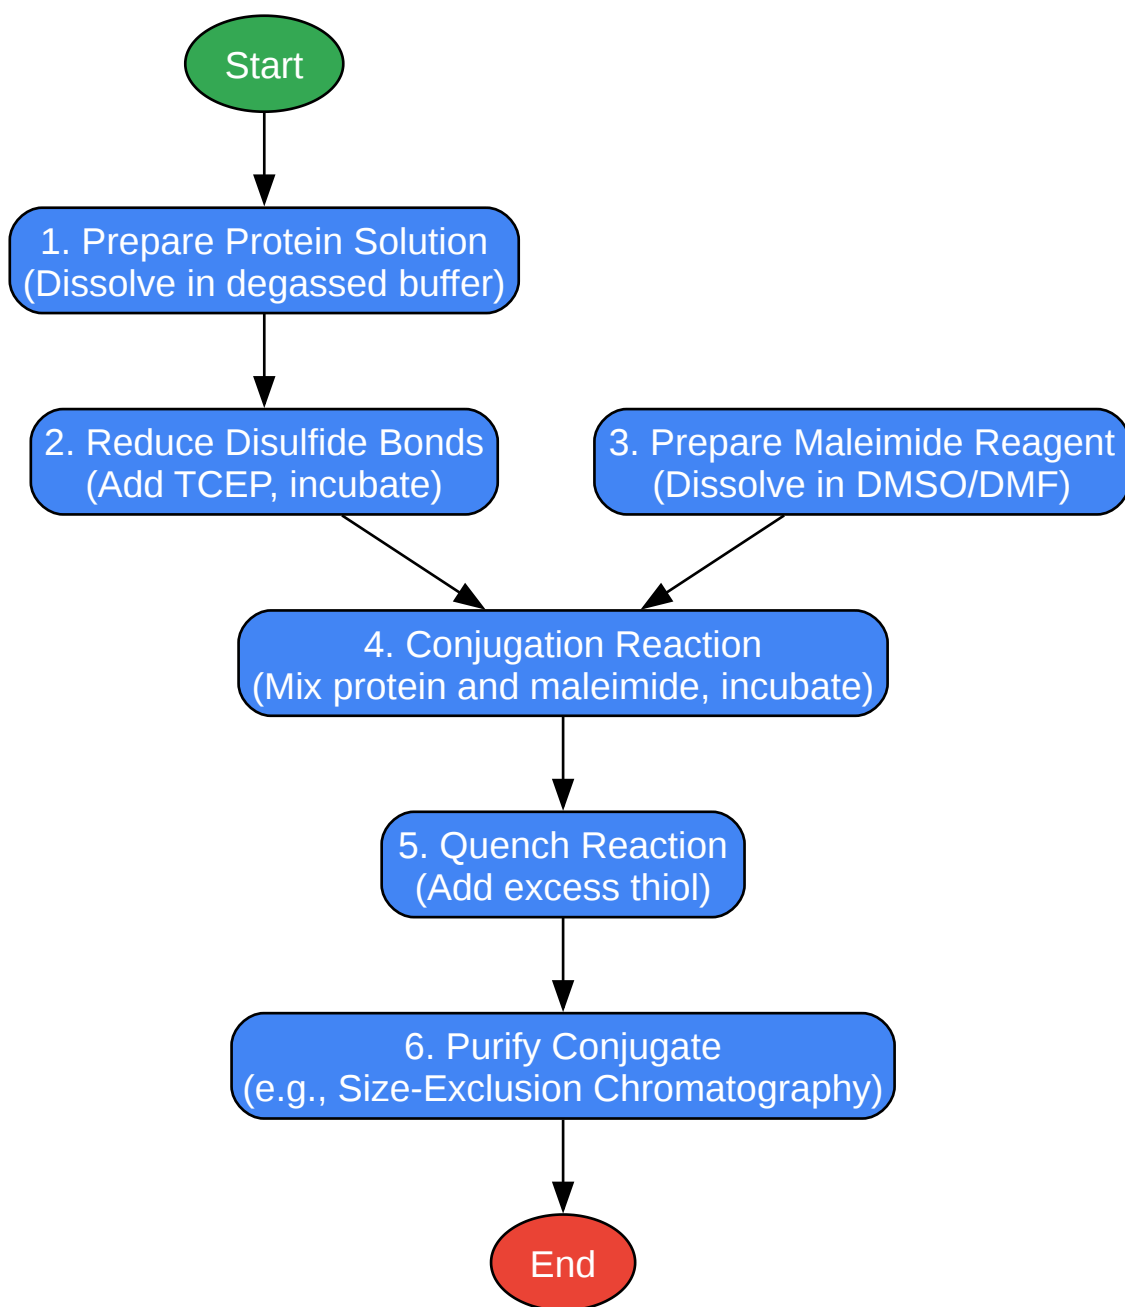 Start
1. Prepare Protein Solution
(Dissolve in degassed buffer)
2. Reduce Disulfide Bonds
(Add TCEP, incubate)
3. Prepare Maleimide Reagent
(Dissolve in DMSO/DMF)
4. Conjugation Reaction
(Mix protein and maleimide, incubate)
5. Quench Reaction
(Add excess thiol)
6. Purify Conjugate
(e.g., Size-Exclusion Chromatography)
End